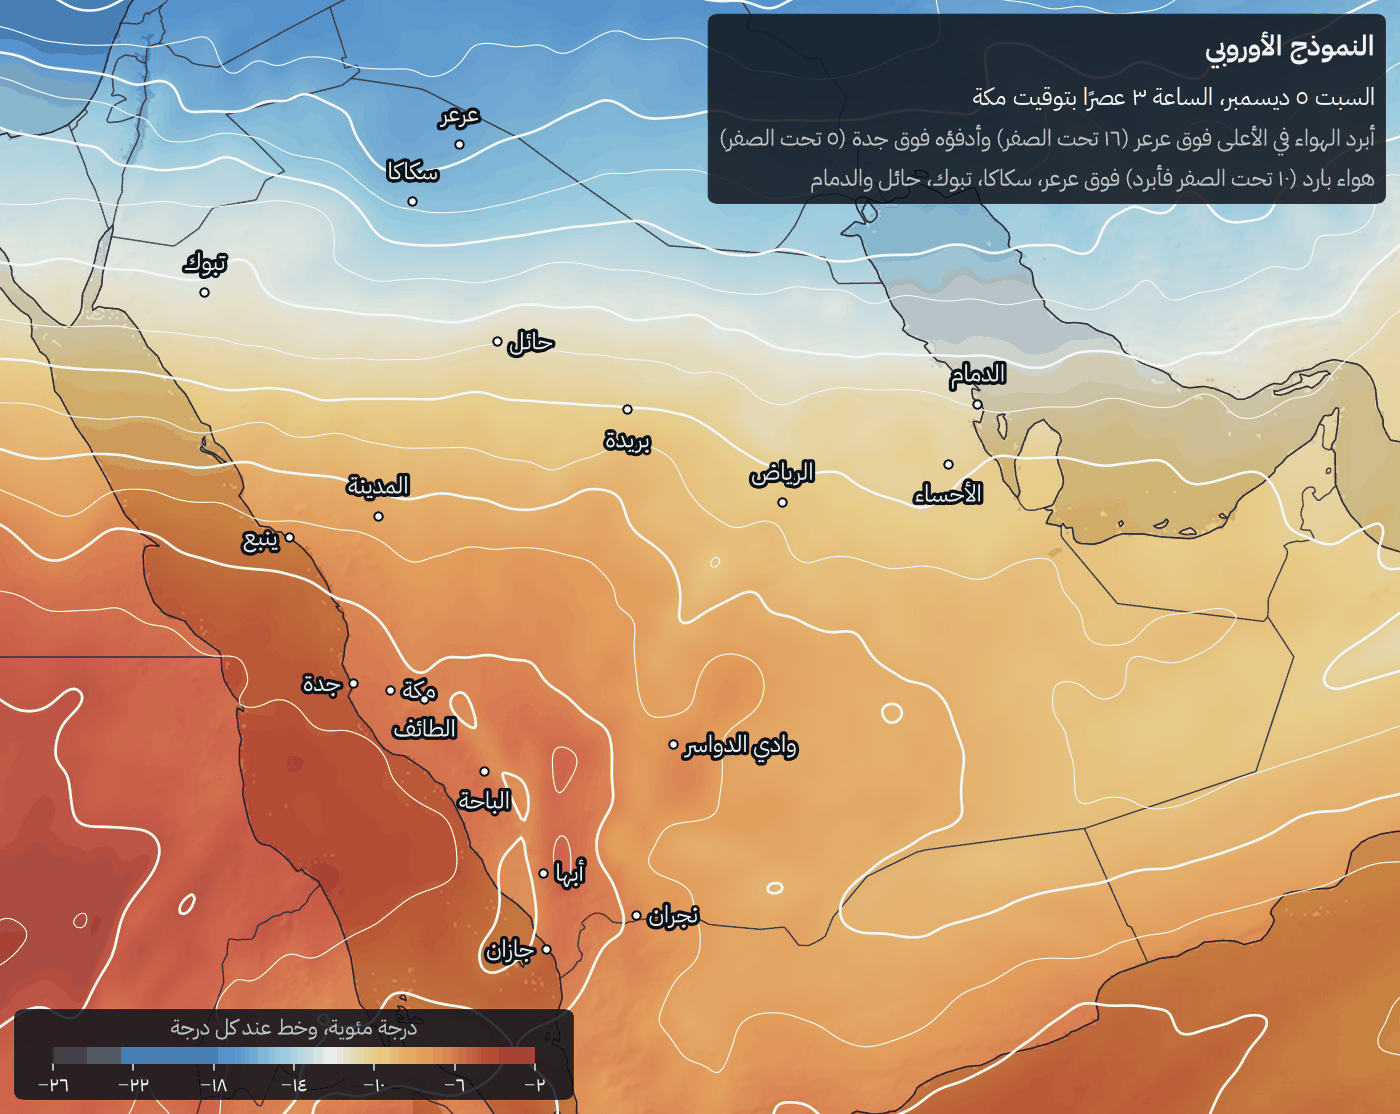 النموذج الأوروبي
السبت ٥ ديسمبر، الساعة ٣ عصرًا بتوقيت مكة
أبرد الهواء في الأعلى فوق عرعر (١٦ تحت الصفر) وأدفؤه فوق جدة (٥ تحت الصفر)
هواء بارد (١٠ تحت الصفر فأبرد) فوق عرعر، سكاكا، تبوك، حائل والدمام
عرعر
سكاكا
تبوك
حائل
الدمام
بريدة
الرياض
الأحساء
المدينة
ينبع
جدة
مكة
الطائف
وادي الدواسر
الباحة
أبها
نجران
جازان
درجة مئوية، وخط عند كل درجة
−٢٦ −٢٢ −١٨ −١٤ −١٠ −٦ −٢